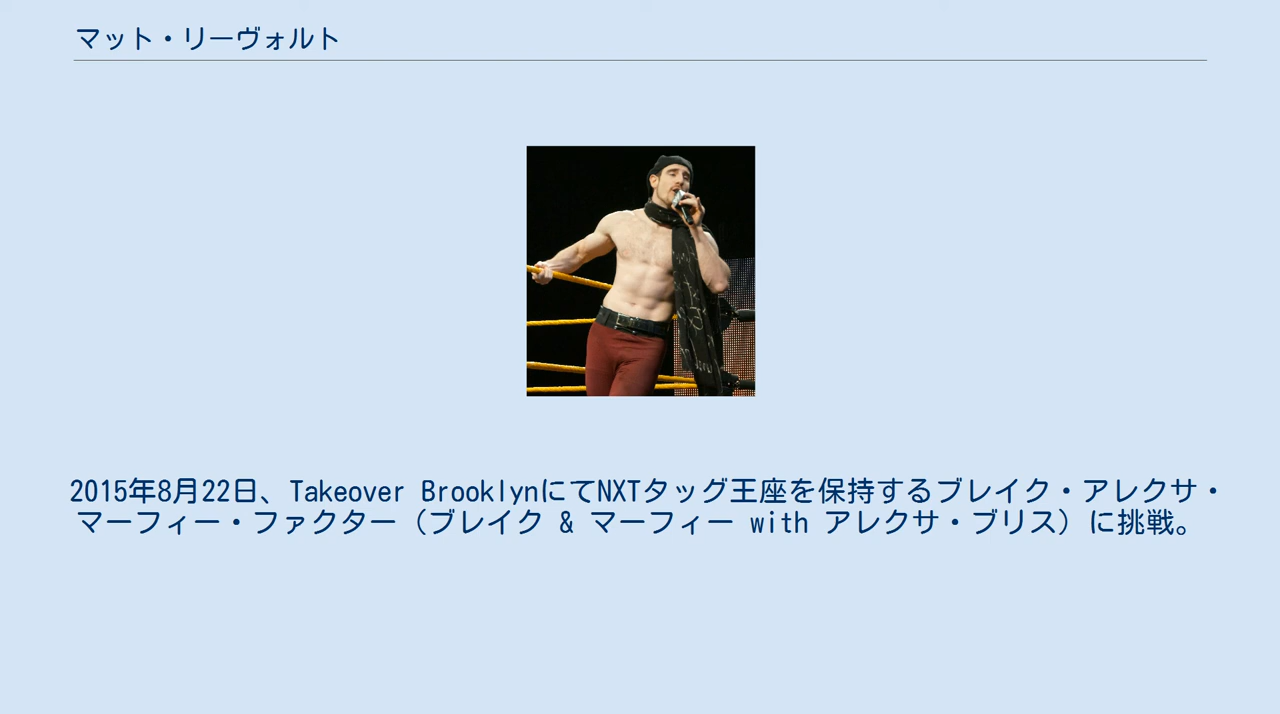 マット・リーヴォルト
2015年8月22日、Takeover BrooklynにてNXTタッグ王座を保持するブレイク・アレクサ・
マーフィー・ファクター（ブレイク & マーフィー with アレクサ・ブリス）に挑戦。